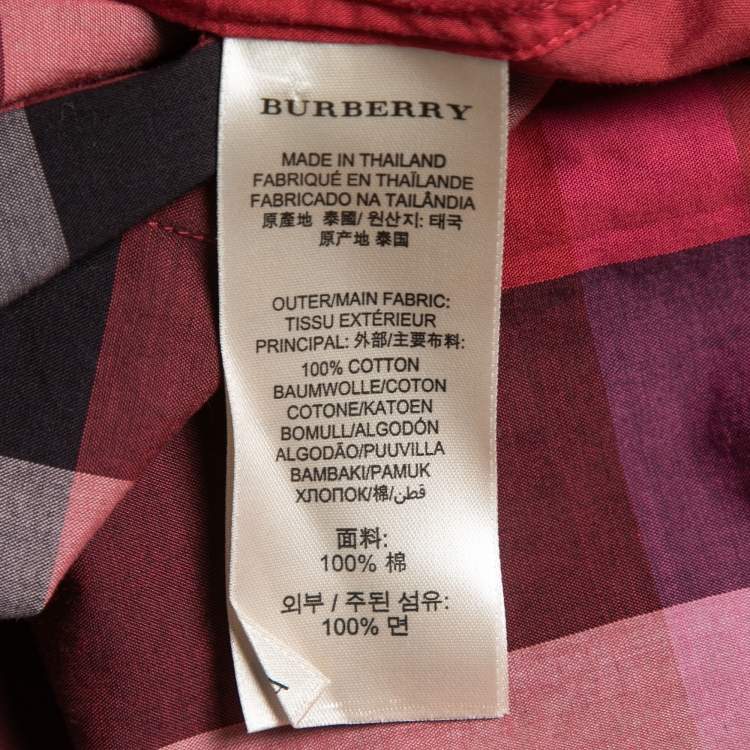 BURBERRY
MADE IN THAILAND
FABRIQUÉ EN THAÏLANDE
FABRICADO NA TAILÂNDIA
原產地 泰國/ 원산지: 태국
原产地 泰国
OUTER/MAIN FABRIC:
TISSU EXTÉRIEUR
PRINCIPAL: 外部/主要布料:
100% COTTON
BAUMWOLLE/COTON
COTONE/KATOEN
BOMULL/ALGODÓN
ALGODÃO/PUUVILLA
BAMBAKI/PAMUK
ХЛОПОК/棉/قطن
面料:
100% 棉
외부 / 주된 섬유:
100% 면